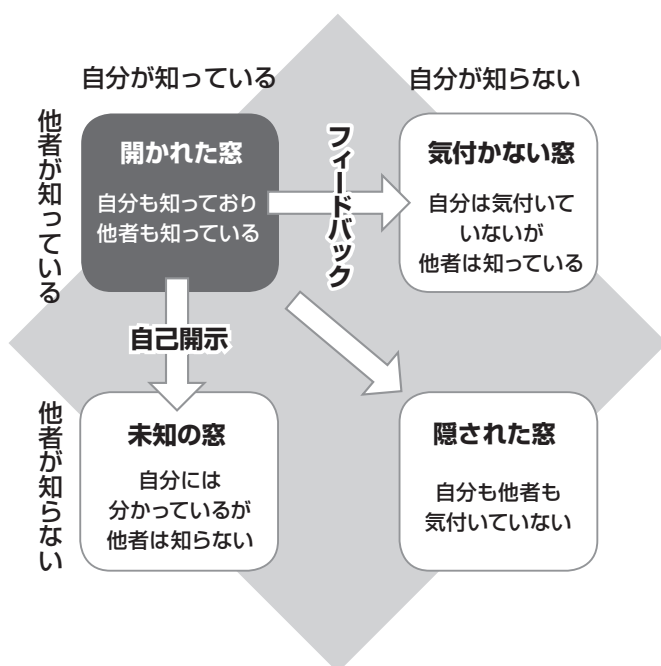 自分が知っている
自分が知らない
他者が知っている
開かれた窓
自分も知っており
他者も知っている
フィードバック
気付かない窓
自分は気付いて
いないが
他者は知っている
自己開示
他者が知らない
未知の窓
自分には
分かっているが
他者は知らない
隠された窓
自分も他者も
気付いていない